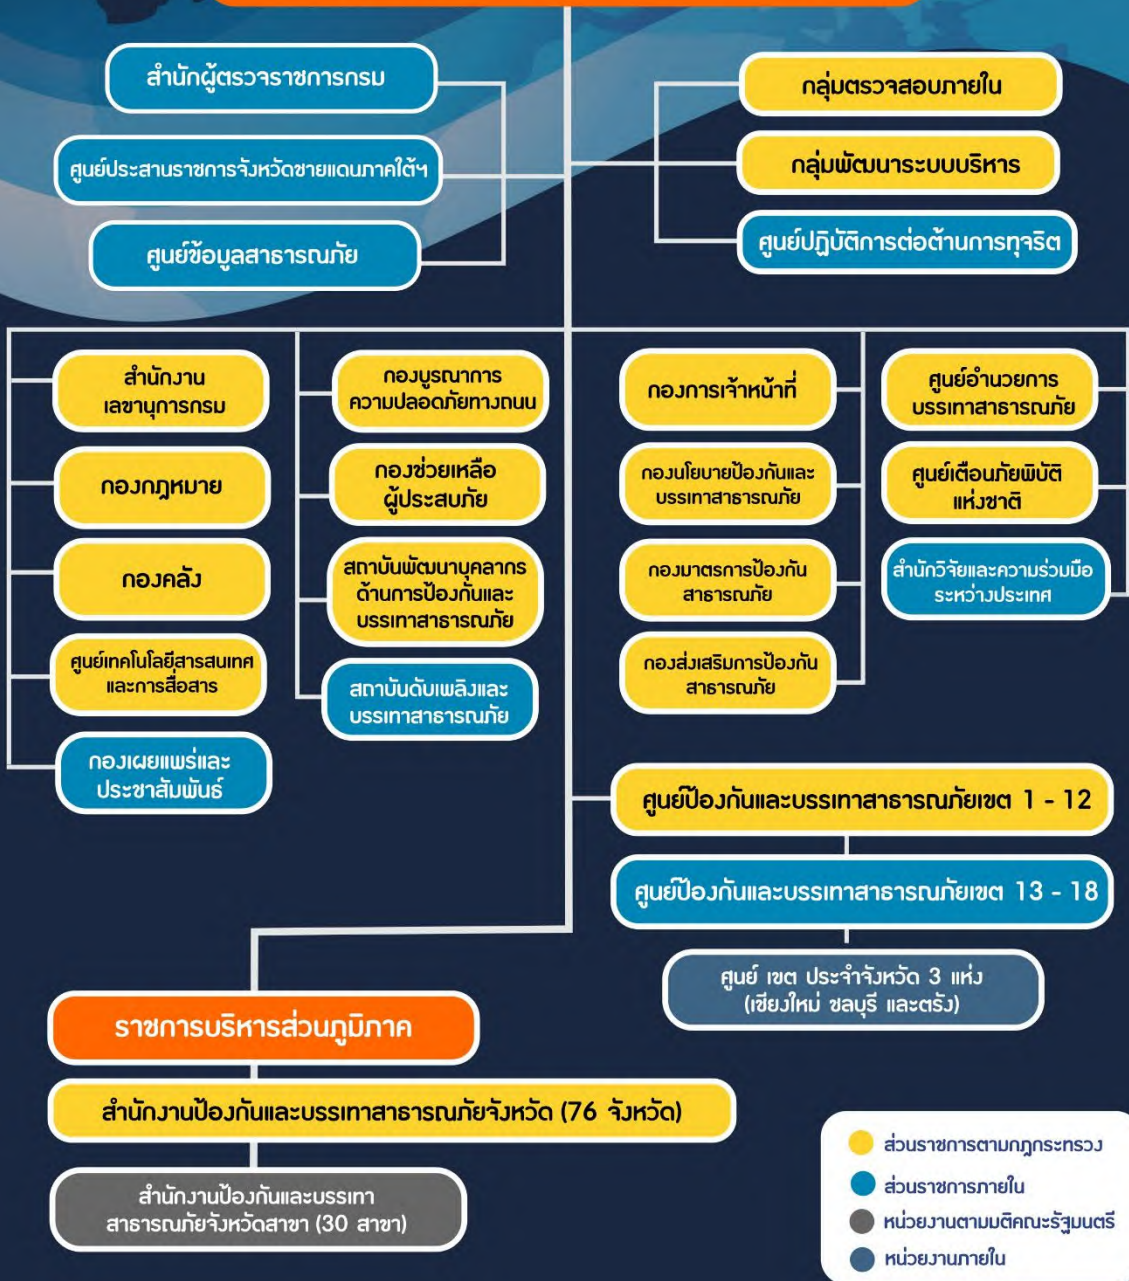 สำนักผู้ตรวจราชการกรม
ศูนย์ประสานราชการจังหวัดชายแดนภาคใต้ฯ
ศูนย์ข้อมูลสาธารณภัย
กลุ่มตรวจสอบภายใน
กลุ่มพัฒนาระบบบริหาร
ศูนย์ปฏิบัติการต่อต้านการทุจริต
สำนักงาน
เลขานุการกรม
กองกฎหมาย
กองคลัง
ศูนย์เทคโนโลยีสารสนเทศ
และการสื่อสาร
กองเผยแพร่และ
ประชาสัมพันธ์
กองบูรณาการ
ความปลอดภัยทางถนน
กองช่วยเหลือ
ผู้ประสบภัย
สถาบันพัฒนาบุคลากร
ด้านการป้องกันและ
บรรเทาสาธารณภัย
สถาบันดับเพลิงและ
บรรเทาสาธารณภัย
กองการเจ้าหน้าที่
กองนโยบายป้องกันและ
บรรเทาสาธารณภัย
กองมาตรการป้องกัน
สาธารณภัย
กองส่งเสริมการป้องกัน
สาธารณภัย
ศูนย์อำนวยการ
บรรเทาสาธารณภัย
ศูนย์เตือนภัยพิบัติ
แห่งชาติ
สำนักวิจัยและความร่วมมือ
ระหว่างประเทศ
ศูนย์ป้องกันและบรรเทาสาธารณภัยเขต 1 - 12
ศูนย์ป้องกันและบรรเทาสาธารณภัยเขต 13 - 18
ศูนย์ เขต ประจำจังหวัด 3 แห่ง
(เชียงใหม่ ชลบุรี และตรัง)
ราชการบริหารส่วนภูมิภาค
สำนักงานป้องกันและบรรเทาสาธารณภัยจังหวัด (76 จังหวัด)
สำนักงานป้องกันและบรรเทา
สาธารณภัยจังหวัดสาขา (30 สาขา)
ส่วนราชการตามกฎกระทรวง
ส่วนราชการภายใน
หน่วยงานตามมติคณะรัฐมนตรี
หน่วยงานภายใน